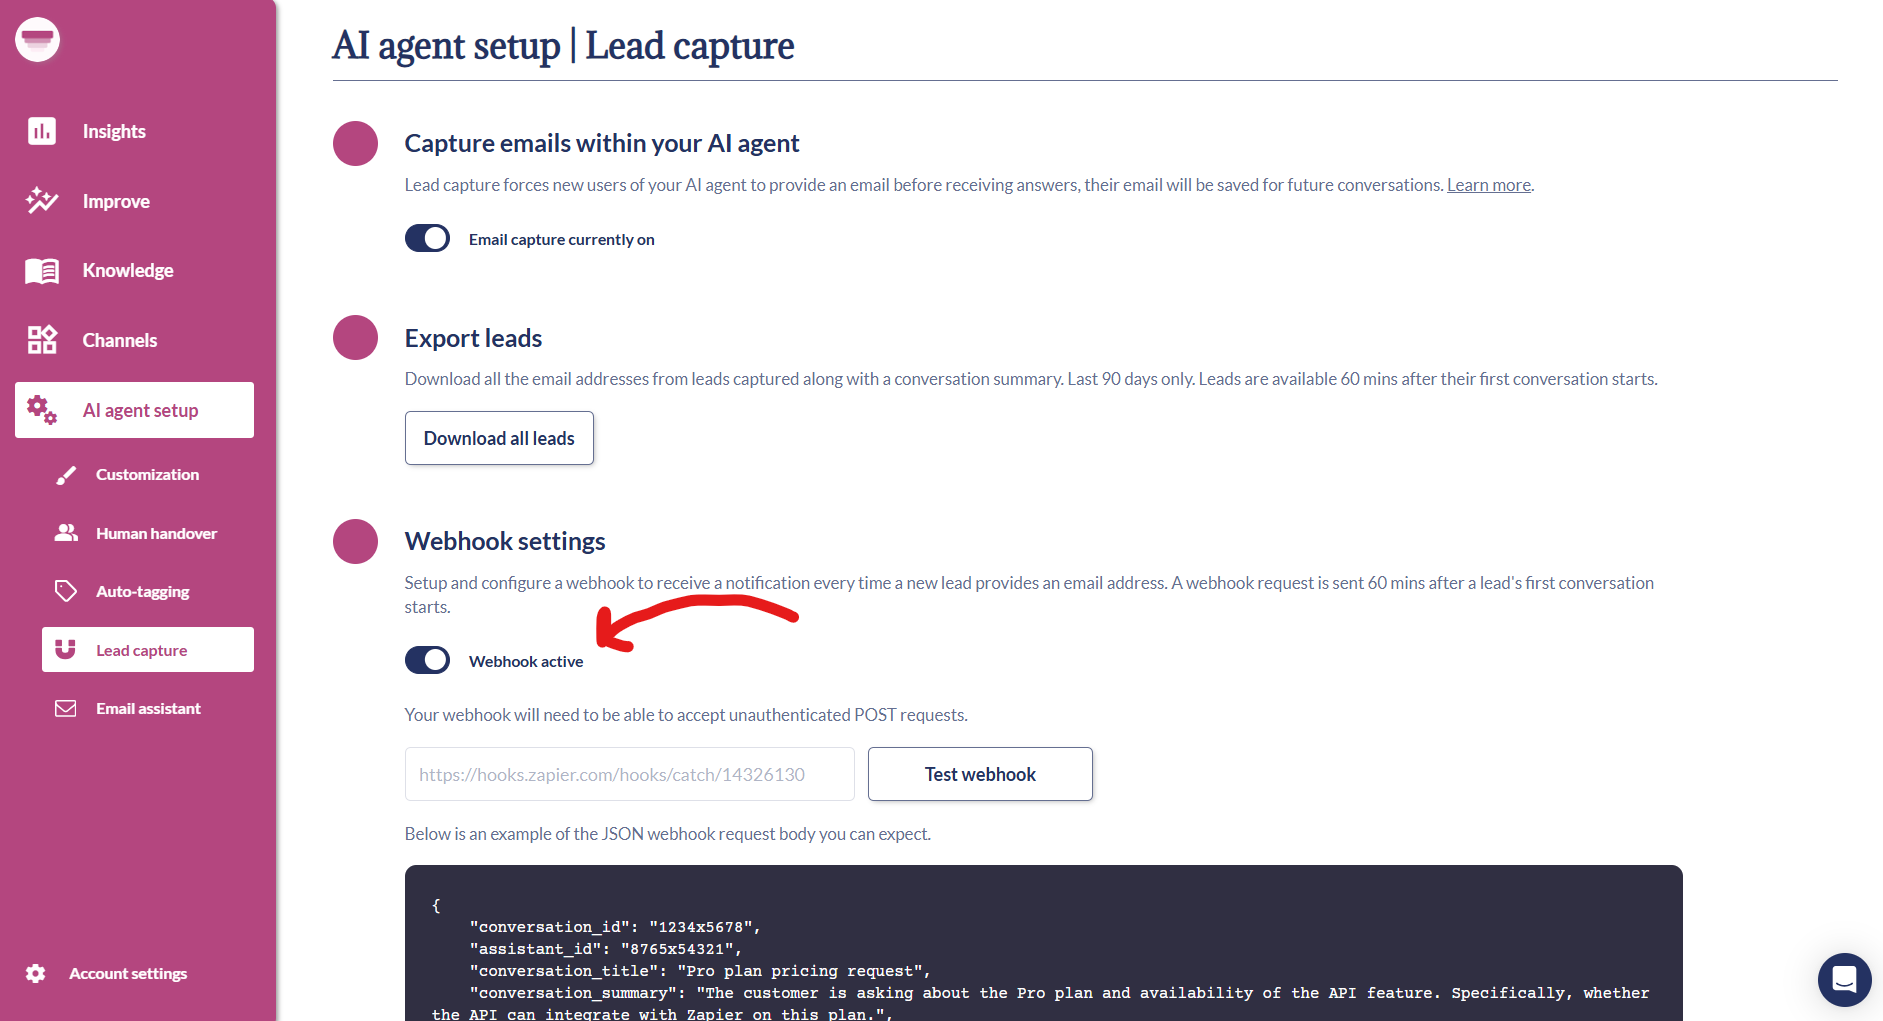 AI agent setup | Lead capture
Insights
Improve
Knowledge
Channels
AI agent setup
Customization
Human handover
Auto-tagging
Lead capture
Email assistant
Account settings
Capture emails within your AI agent
Lead capture forces new users of your AI agent to provide an email before receiving answers, their email will be saved for future conversations. Learn more.
Email capture currently on
Export leads
Download all the email addresses from leads captured along with a conversation summary. Last 90 days only. Leads are available 60 mins after their first conversation starts.
Download all leads
Webhook settings
Setup and configure a webhook to receive a notification every time a new lead provides an email address. A webhook request is sent 60 mins after a lead's first conversation
starts.
Webhook active
Your webhook will need to be able to accept unauthenticated POST requests.
https://hooks.zapier.com/hooks/catch/14326130
Test webhook
Below is an example of the JSON webhook request body you can expect.
{
"conversation_id": "1234x5678",
"assistant_id": "8765x54321",
"conversation_title": "Pro plan pricing request",
"conversation_summary": "The customer is asking about the Pro plan and availability of the API feature. Specifically, whether
the API can integrate with Zapier on this plan.",